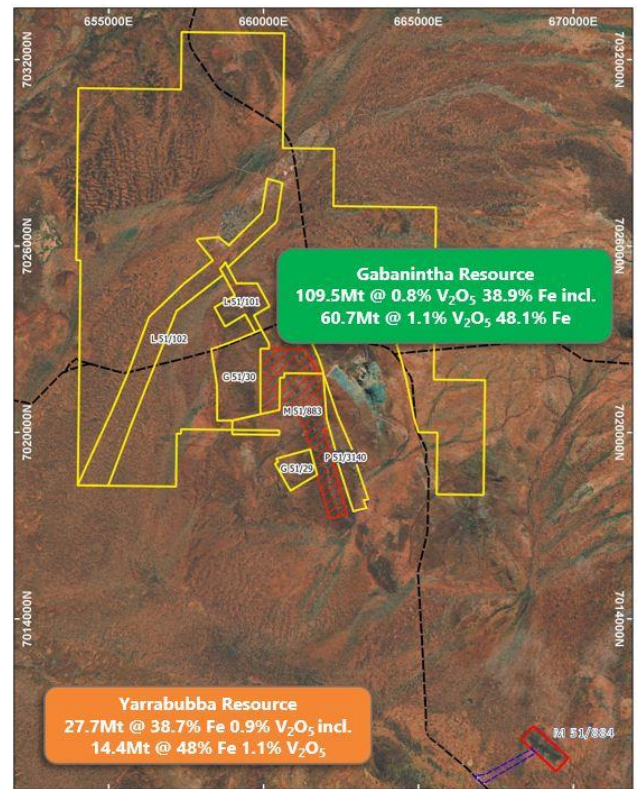 655000E 660000E 665000E 670000E
7032000N 7032000N
7026000N 7026000N
Gabanintha Resource
109.5Mt @ 0.8% V₂O₅ 38.9% Fe incl.
60.7Mt @ 1.1% V₂O₅ 48.1% Fe
L 51/101
L 51/102
G 51/30
M 51/883
7020000N 7020000N
P 51/3140
G 51/29
7014000N 7014000N
Yarrabubba Resource
27.7Mt @ 38.7% Fe 0.9% V₂O₅ incl.
14.4Mt @ 48% Fe 1.1% V₂O₅
M 51/884